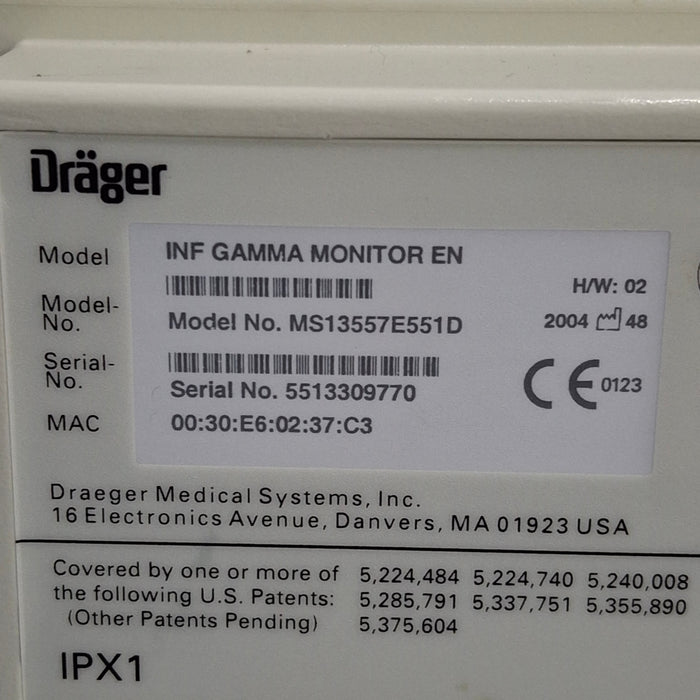 Dräger
Model INF GAMMA MONITOR EN
H/W: 02
Model-
No. Model No. MS13557E551D
2004 48
Serial-
No. Serial No. 5513309770
CE 0123
MAC 00:30:E6:02:37:C3
Draeger Medical Systems, Inc.
16 Electronics Avenue, Danvers, MA 01923 USA
Covered by one or more of 5,224,484 5,224,740 5,240,008
the following U.S. Patents: 5,285,791 5,337,751 5,355,890
(Other Patents Pending) 5,375,604
IPX1